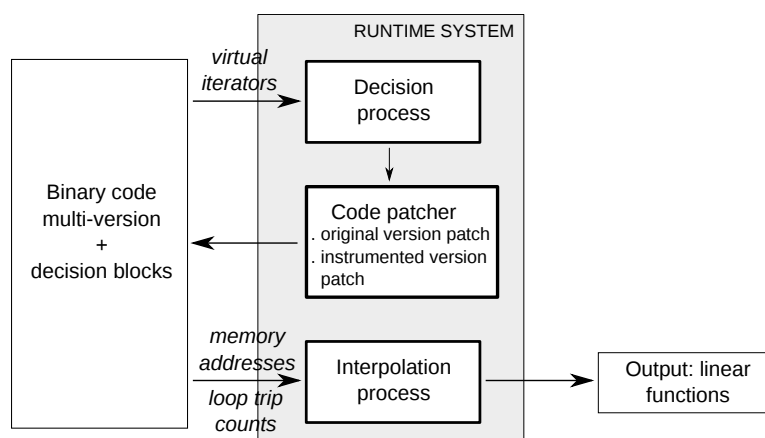 RUNTIME SYSTEM
virtual
iterators
Decision
process
Binary code
multi-version
+
decision blocks
Code patcher
. original version patch
. instrumented version
patch
memory
addresses
loop trip
counts
Interpolation
process
Output: linear
functions